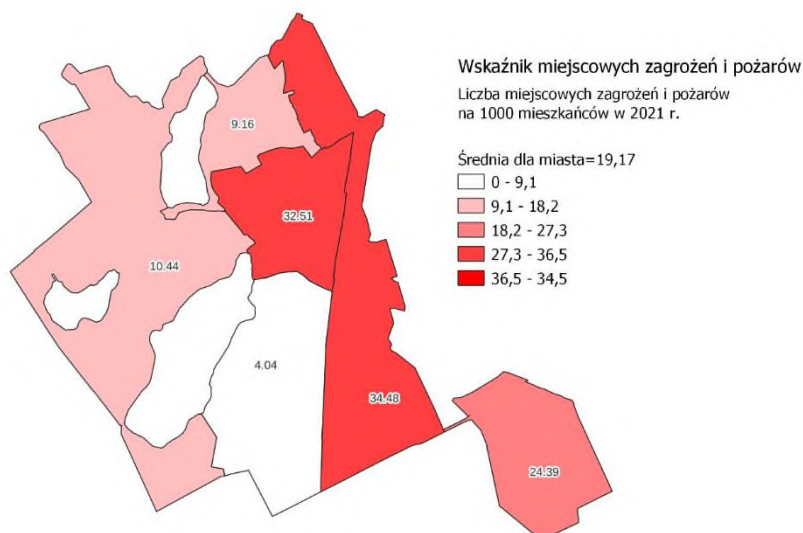 Wskaźnik miejscowych zagrożeń i pożarów
Liczba miejscowych zagrożeń i pożarów
na 1000 mieszkańców w 2021 r.
Średnia dla miasta=19,17
0 - 9,1
9,1 - 18,2
18,2 - 27,3
27,3 - 36,5
36,5 - 34,5
9.16
32.51
10.44
4.04
34.48
24.39